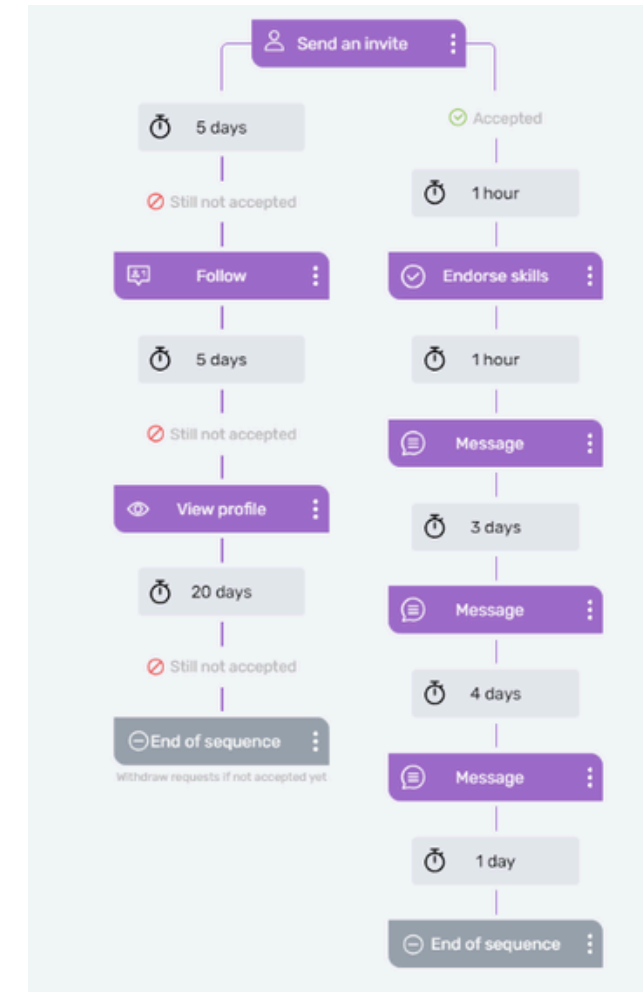 Send an invite
5 days
Still not accepted
Follow
5 days
Still not accepted
View profile
20 days
Still not accepted
End of sequence
Withdraw requests if not accepted yet
Accepted
1 hour
Endorse skills
1 hour
Message
3 days
Message
4 days
Message
1 day
End of sequence